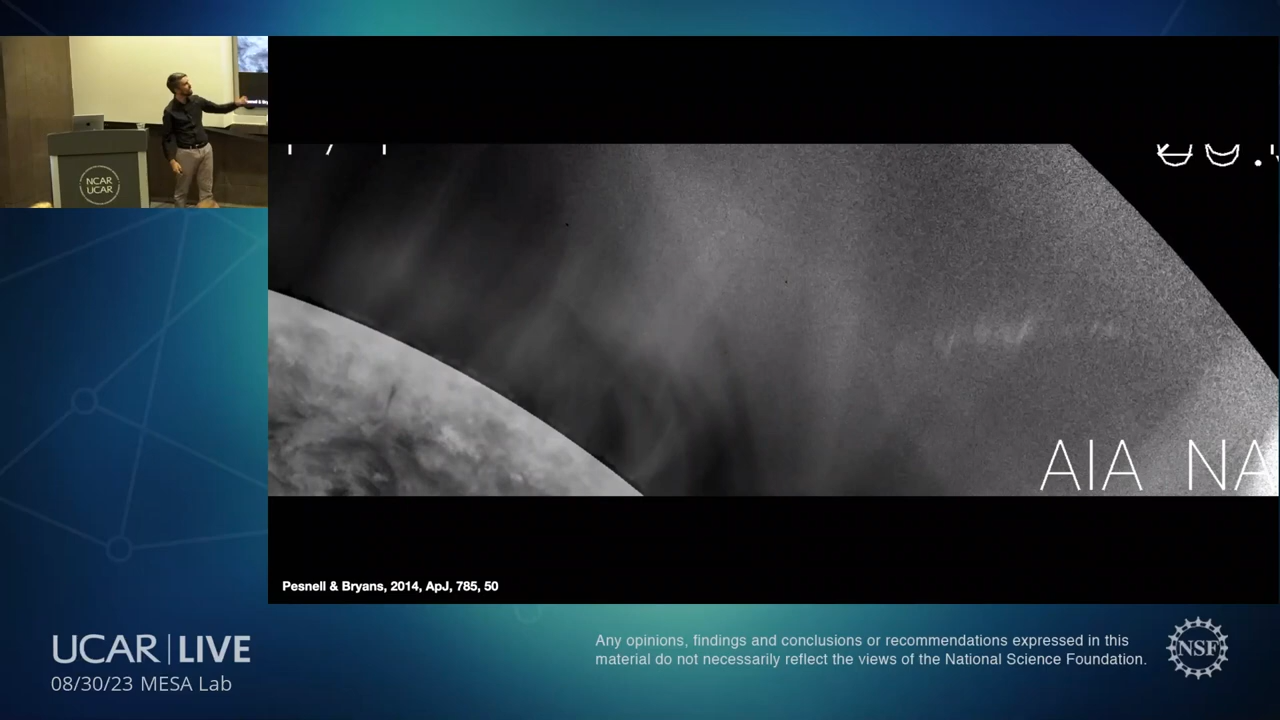 NCAR
UCAR
AIA NA
Pesnell & Bryans, 2014, ApJ, 785, 50
UCAR | LIVE
08/30/23 MESA Lab
Any opinions, findings and conclusions or recommendations expressed in this
material do not necessarily reflect the views of the National Science Foundation.
NSF